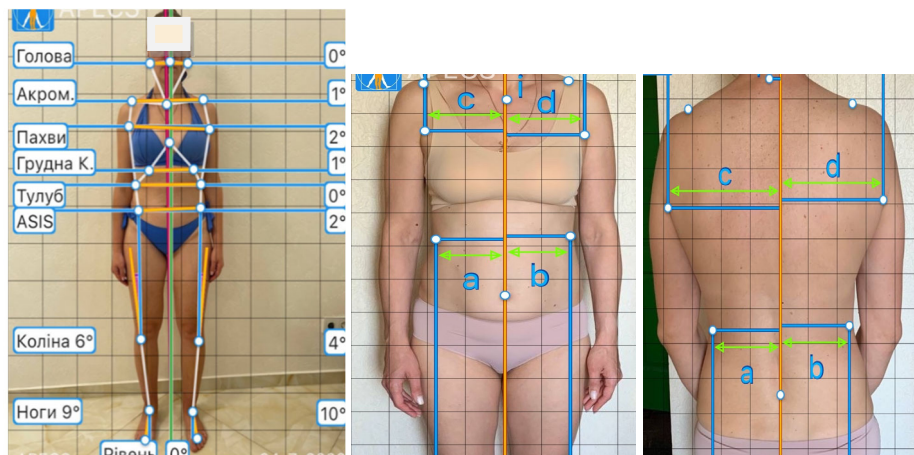 APECS
Голова 0°
Акром. 1°
Пахви 2°
Грудна К. 1°
Тулуб 0°
ASIS 2°
Коліна 6° 4°
Ноги 9° 10°
Рівень 0°
i
c d
a b
c d
a b